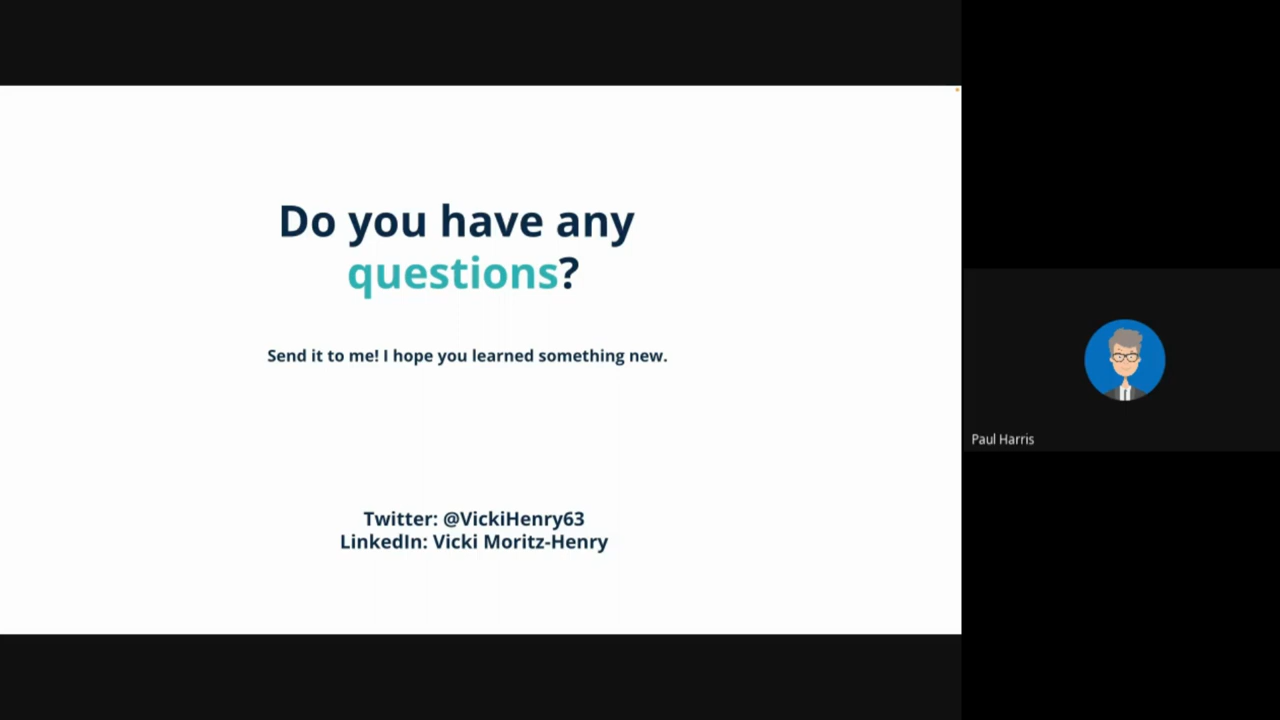 Do you have any
questions?
Send it to me! I hope you learned something new.
Twitter: @VickiHenry63
LinkedIn: Vicki Moritz-Henry
Paul Harris